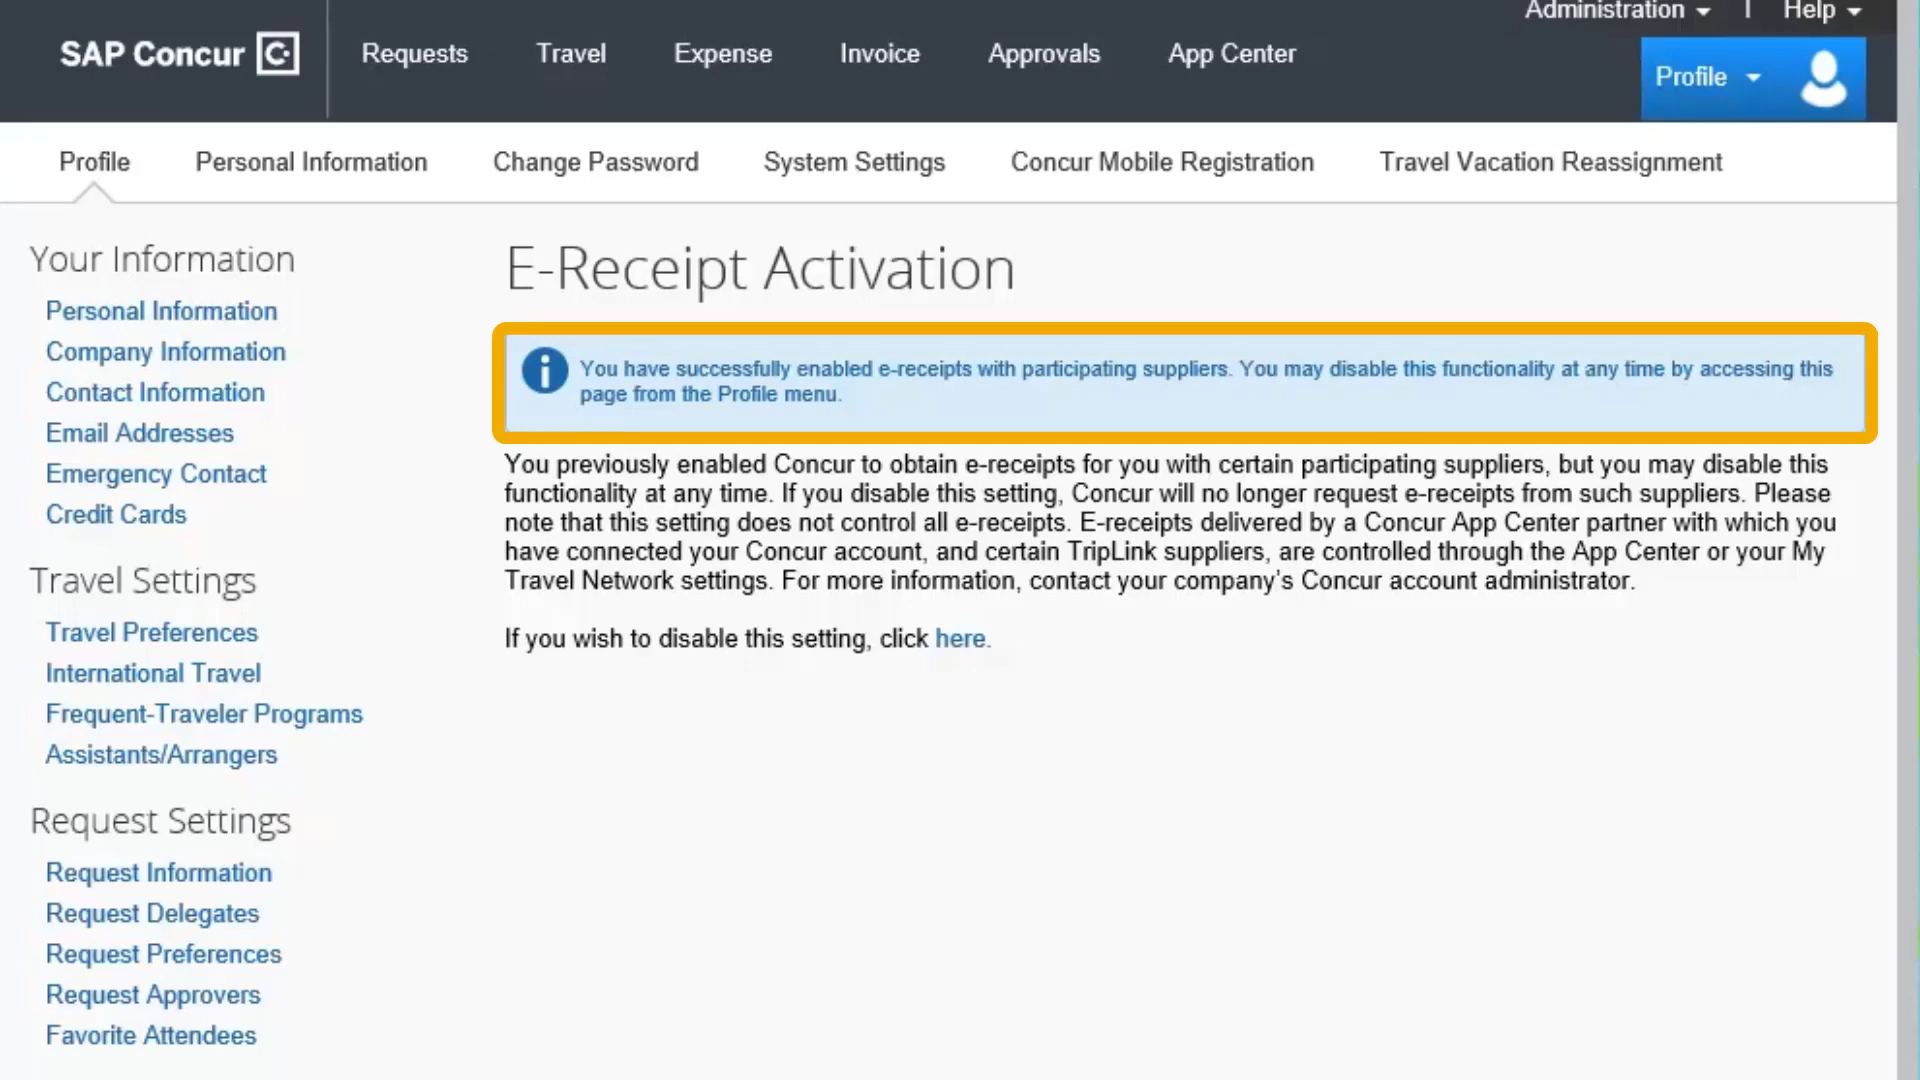 Administration | Help
SAP Concur C
Requests Travel Expense Invoice Approvals App Center
Profile
Profile Personal Information Change Password System Settings Concur Mobile Registration Travel Vacation Reassignment
Your Information
Personal Information
Company Information
Contact Information
Email Addresses
Emergency Contact
Credit Cards
Travel Settings
Travel Preferences
International Travel
Frequent-Traveler Programs
Assistants/Arrangers
Request Settings
Request Information
Request Delegates
Request Preferences
Request Approvers
Favorite Attendees
E-Receipt Activation
You have successfully enabled e-receipts with participating suppliers. You may disable this functionality at any time by accessing this
page from the Profile menu.
You previously enabled Concur to obtain e-receipts for you with certain participating suppliers, but you may disable this
functionality at any time. If you disable this setting, Concur will no longer request e-receipts from such suppliers. Please
note that this setting does not control all e-receipts. E-receipts delivered by a Concur App Center partner with which you
have connected your Concur account, and certain TripLink suppliers, are controlled through the App Center or your My
Travel Network settings. For more information, contact your company's Concur account administrator.
If you wish to disable this setting, click here.